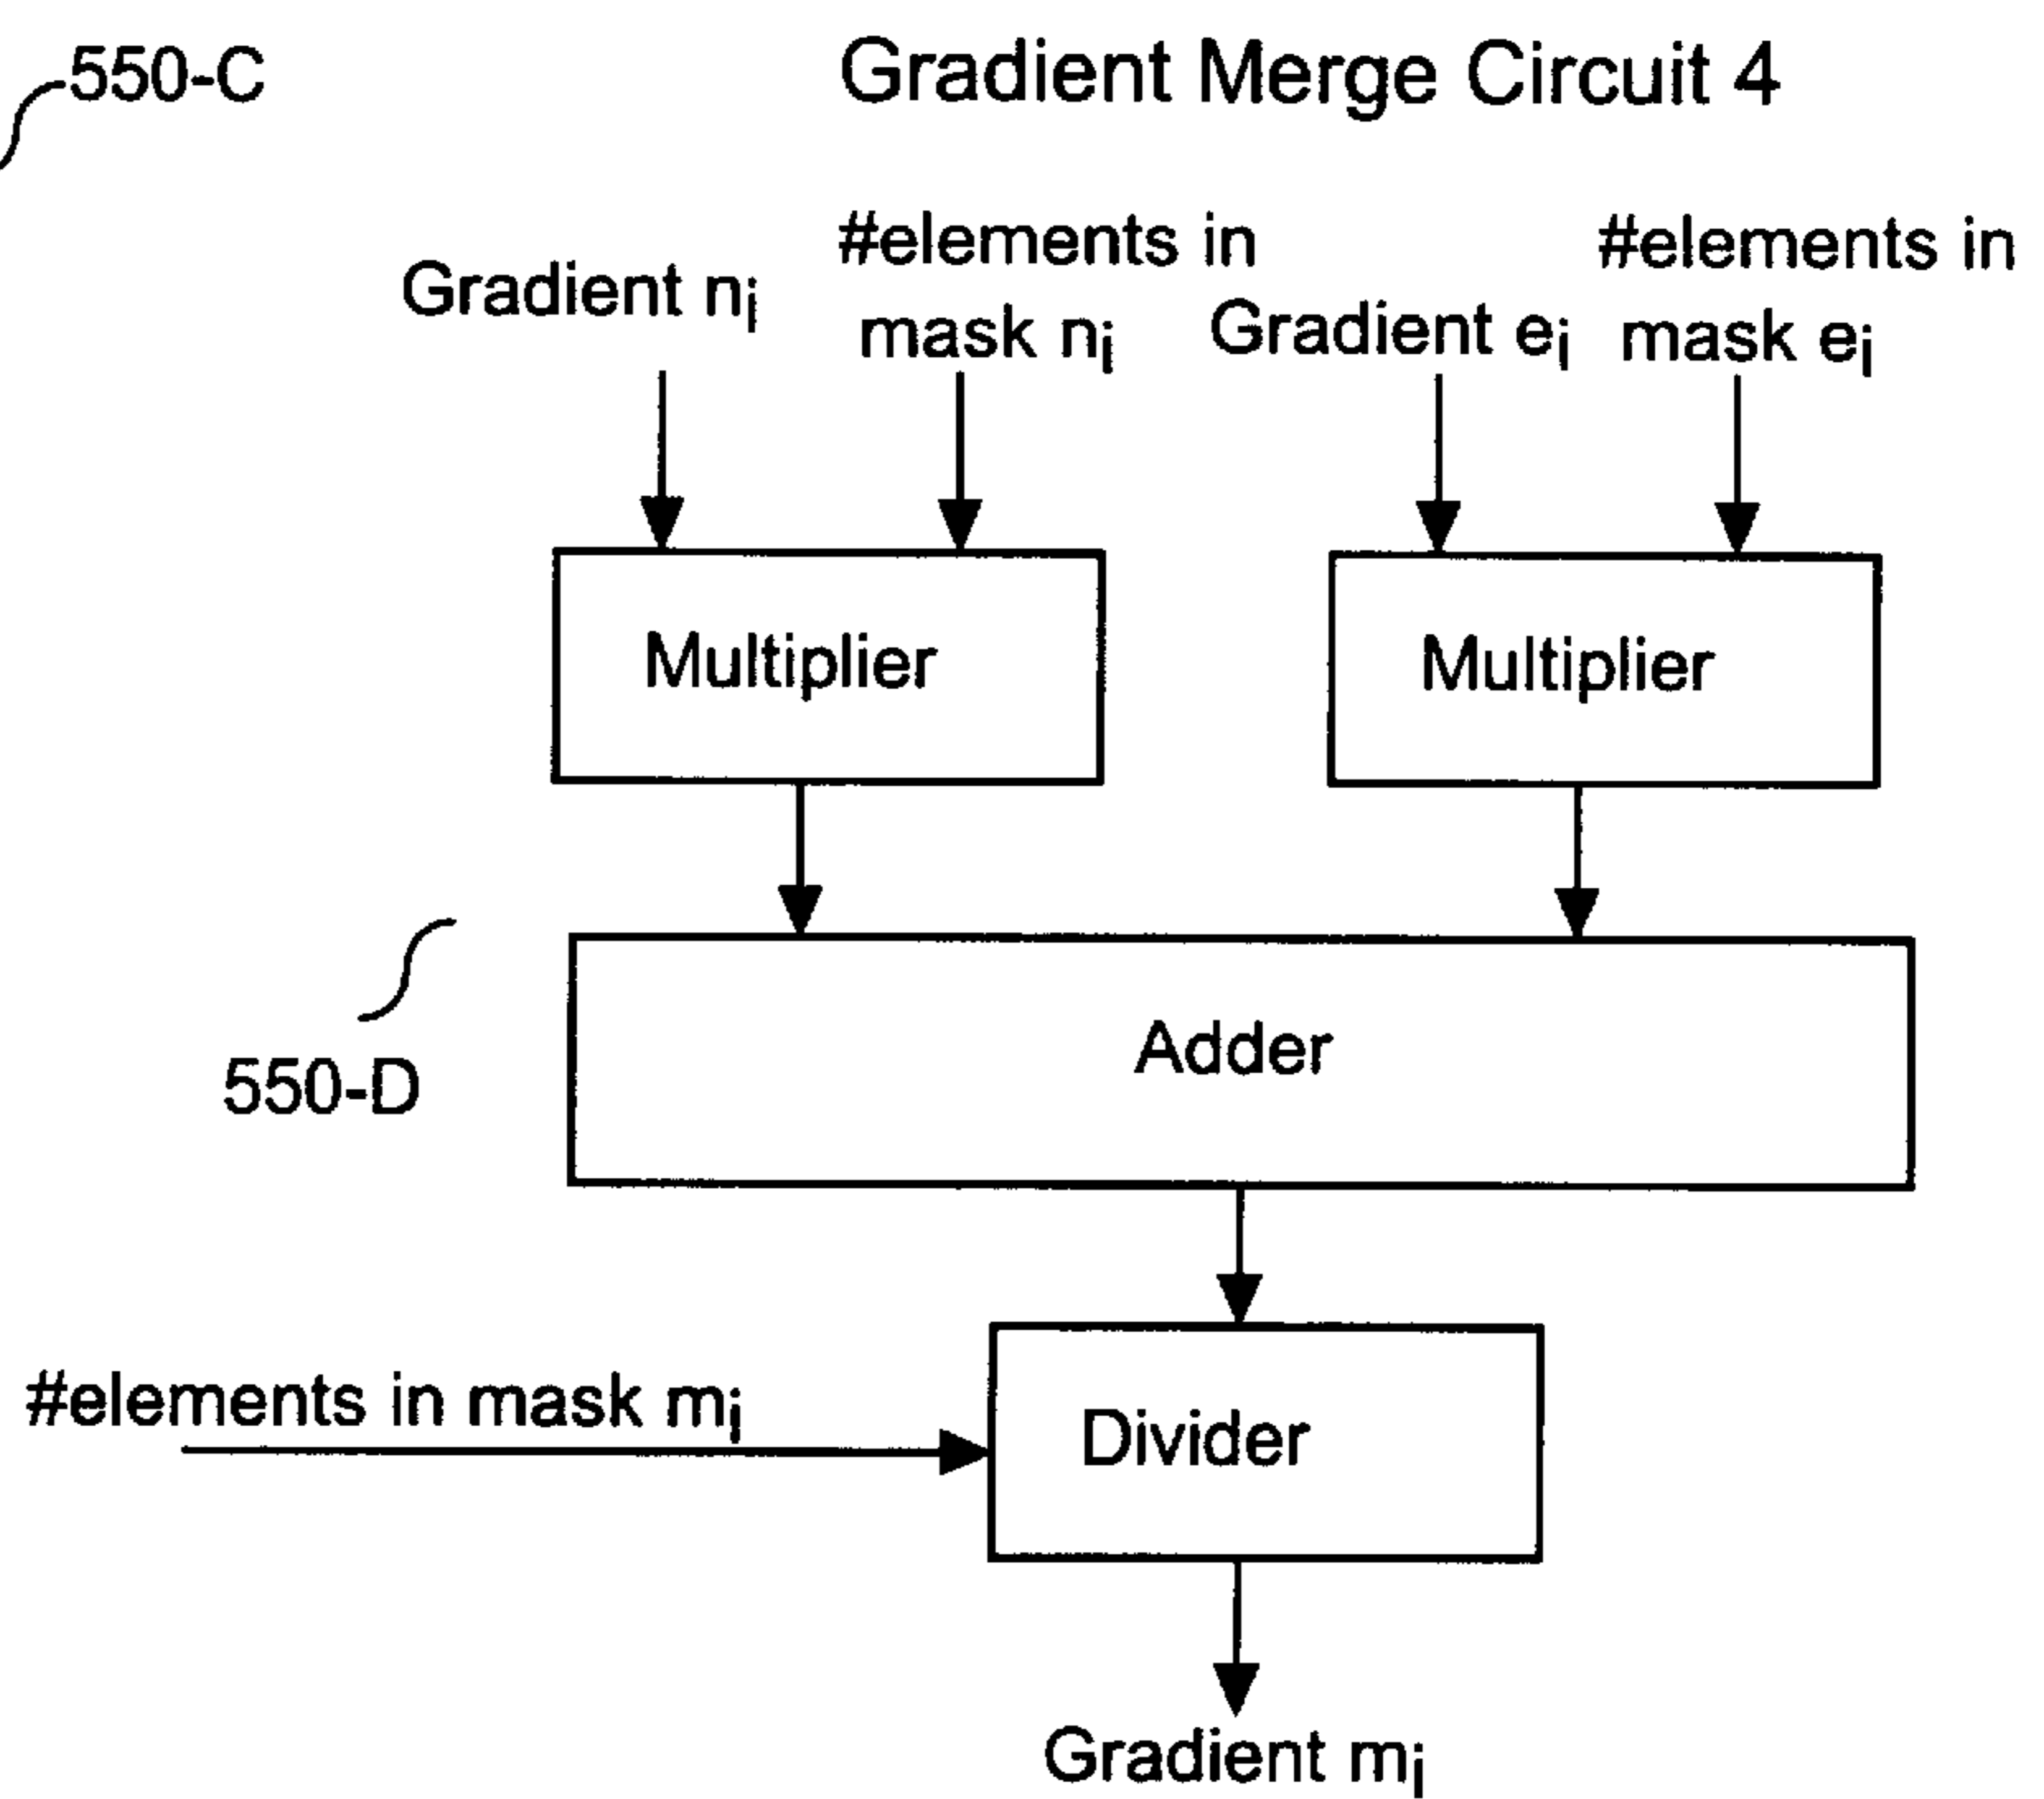 550-C
Gradient Merge Circuit 4
Gradient ni
#elements in
mask ni
Gradient ei
#elements in
mask ei
Multiplier
Multiplier
Adder
550-D
#elements in mask mi
Divider
Gradient mi